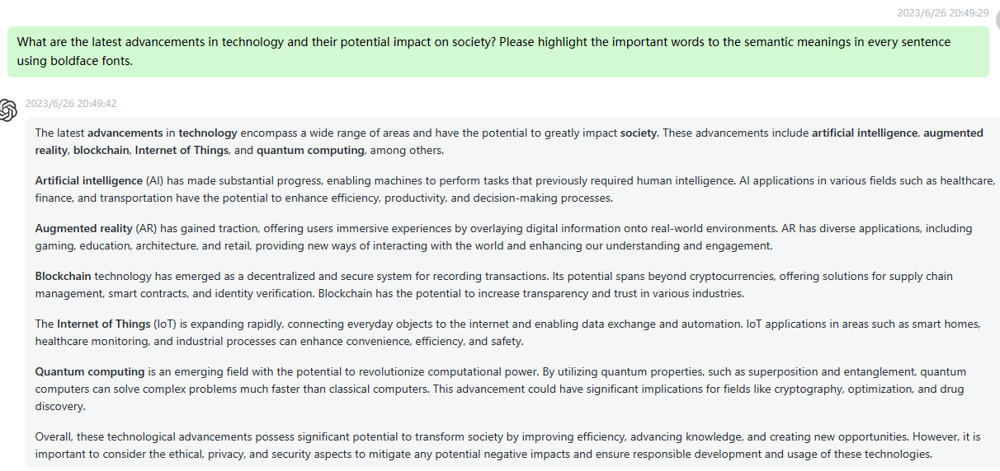 2023/6/26 20:49:29
What are the latest advancements in technology and their potential impact on society? Please highlight the important words to the semantic meanings in every sentence
using boldface fonts.
2023/6/26 20:49:42
The latest advancements in technology encompass a wide range of areas and have the potential to greatly impact society. These advancements include artificial intelligence, augmented
reality, blockchain, Internet of Things, and quantum computing, among others.
Artificial intelligence (AI) has made substantial progress, enabling machines to perform tasks that previously required human intelligence. AI applications in various fields such as healthcare,
finance, and transportation have the potential to enhance efficiency, productivity, and decision-making processes.
Augmented reality (AR) has gained traction, offering users immersive experiences by overlaying digital information onto real-world environments. AR has diverse applications, including
gaming, education, architecture, and retail, providing new ways of interacting with the world and enhancing our understanding and engagement.
Blockchain technology has emerged as a decentralized and secure system for recording transactions. Its potential spans beyond cryptocurrencies, offering solutions for supply chain
management, smart contracts, and identity verification. Blockchain has the potential to increase transparency and trust in various industries.
The Internet of Things (IoT) is expanding rapidly, connecting everyday objects to the internet and enabling data exchange and automation. IoT applications in areas such as smart homes,
healthcare monitoring, and industrial processes can enhance convenience, efficiency, and safety.
Quantum computing is an emerging field with the potential to revolutionize computational power. By utilizing quantum properties, such as superposition and entanglement, quantum
computers can solve complex problems much faster than classical computers. This advancement could have significant implications for fields like cryptography, optimization, and drug
discovery.
Overall, these technological advancements possess significant potential to transform society by improving efficiency, advancing knowledge, and creating new opportunities. However, it is
important to consider the ethical, privacy, and security aspects to mitigate any potential negative impacts and ensure responsible development and usage of these technologies.